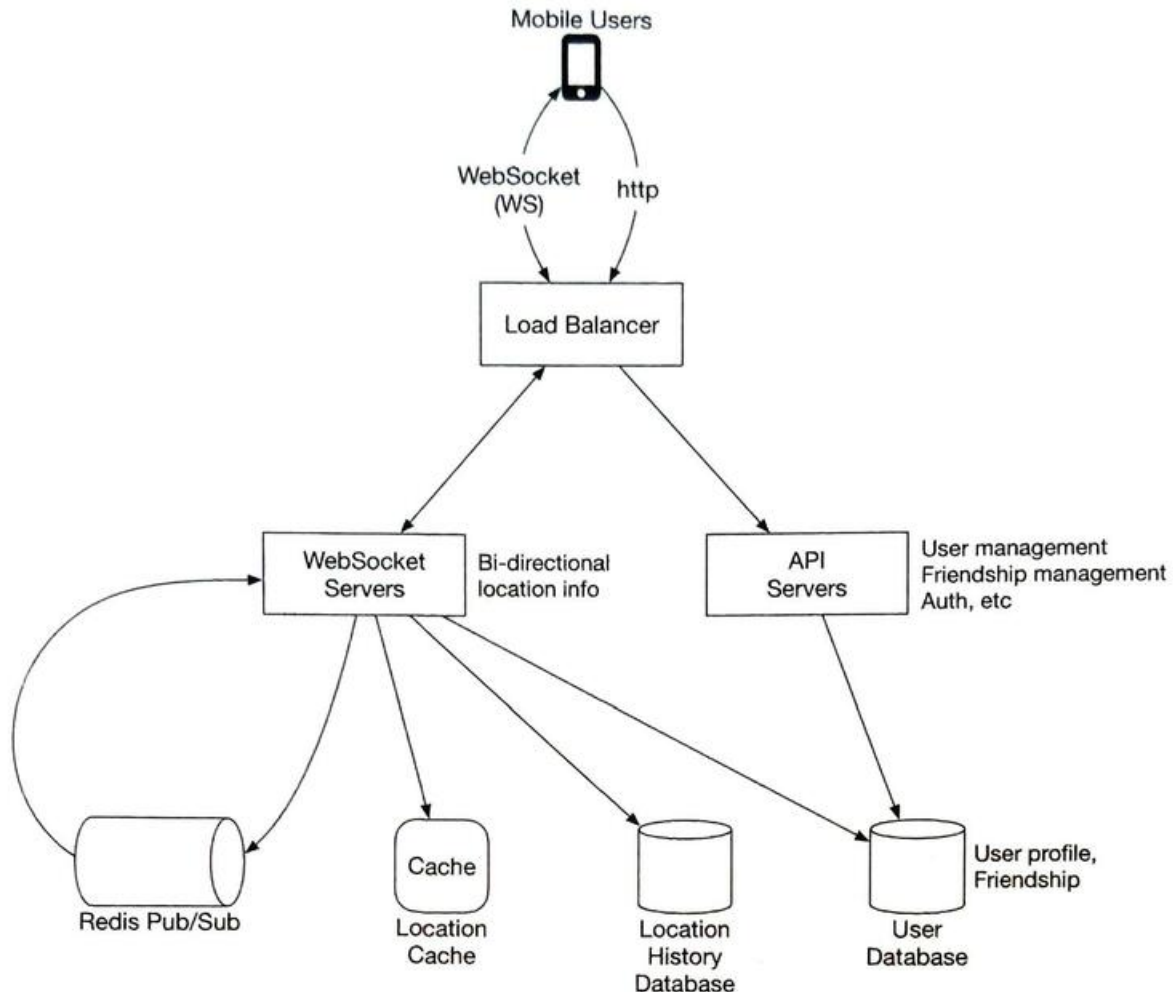 Mobile Users
WebSocket
(WS)
http
Load Balancer
WebSocket
Servers
Bi-directional
location info
API
Servers
User management
Friendship management
Auth, etc
Redis Pub/Sub
Cache
Location
Cache
Location
History
Database
User
Database
User profile,
Friendship